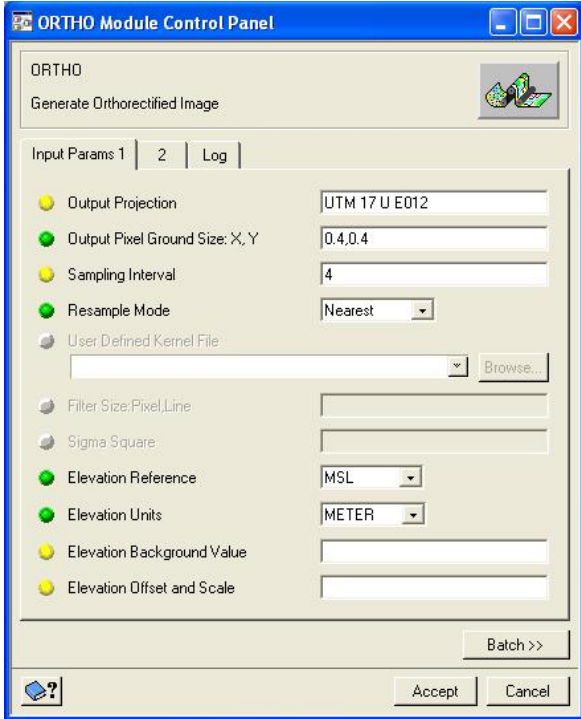 ORTHO Module Control Panel
ORTHO
Generate Orthorectified Image
Input Params 1 2 Log
Output Projection UTM 17 U E012
Output Pixel Ground Size: X, Y 0.4,0.4
Sampling Interval 4
Resample Mode Nearest
User Defined Kernel File
Browse...
Filter Size:Pixel,Line
Sigma Square
Elevation Reference MSL
Elevation Units METER
Elevation Background Value
Elevation Offset and Scale
Batch >>
? Accept Cancel